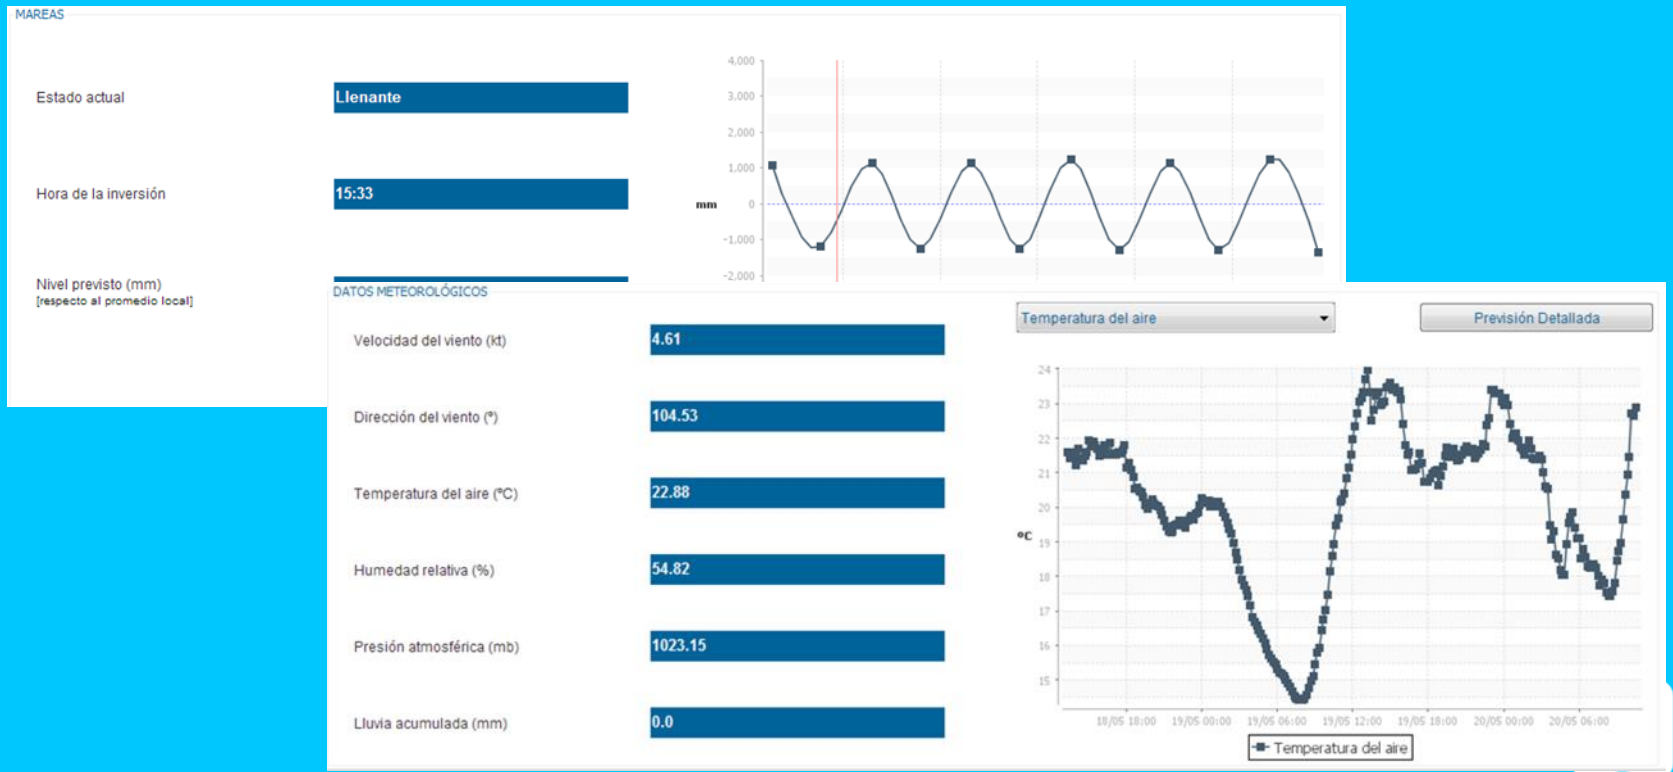 MAREAS
Estado actual
Llenante
Hora de la inversión
15:33
Nivel previsto (mm)
[respecto al promedio local]
4,000
3,000
2,000
1,000
mm
0
-1,000
-2,000
DATOS METEOROLÓGICOS
Velocidad del viento (kt)
4.61
Dirección del viento (º)
104.53
Temperatura del aire (ºC)
22.88
Humedad relativa (%)
54.82
Presión atmosférica (mb)
1023.15
Lluvia acumulada (mm)
0.0
Temperatura del aire
Previsión Detallada
24
23
22
21
20
ºC
19
18
17
16
15
18/05 18:00 19/05 00:00 19/05 06:00 19/05 12:00 19/05 18:00 20/05 00:00 20/05 06:00
Temperatura del aire